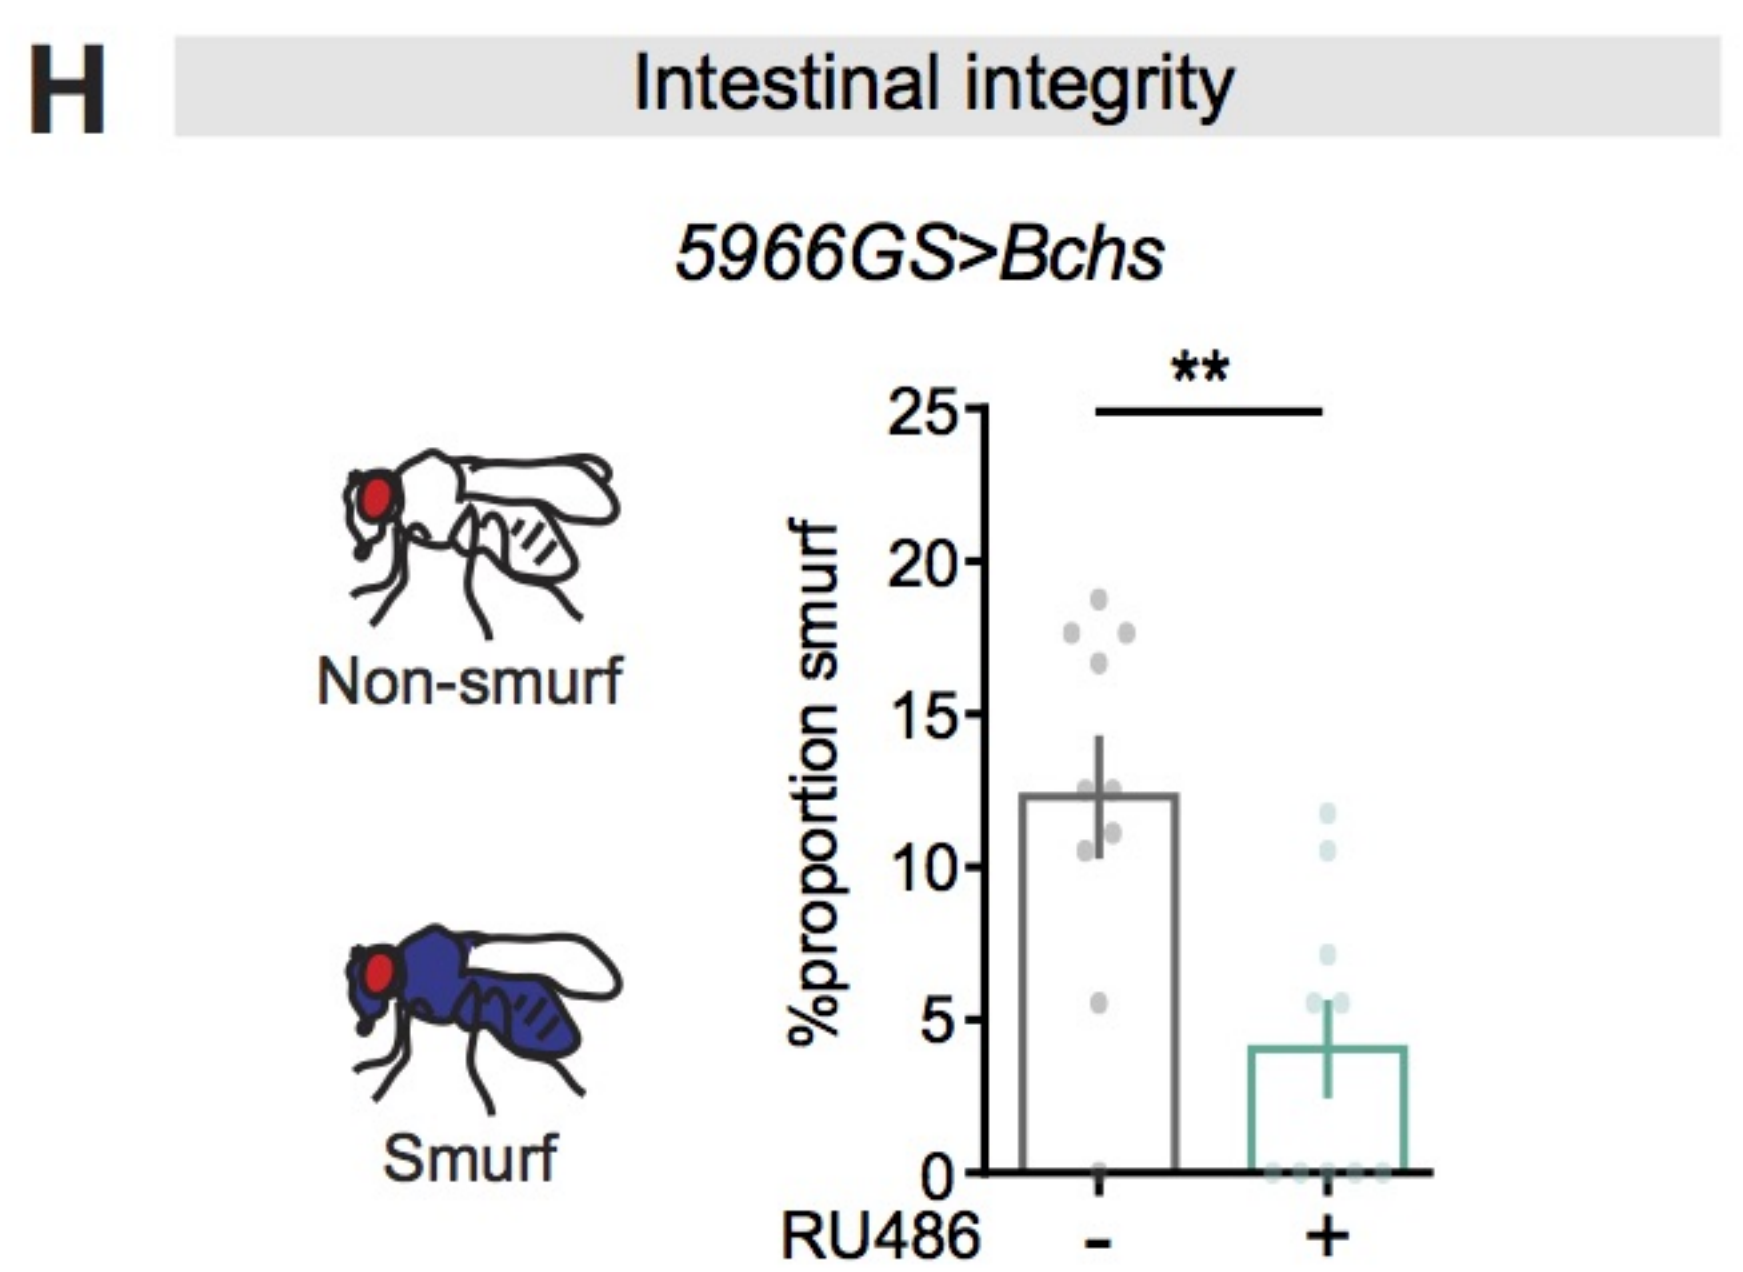 H
Intestinal integrity
5966GS>Bchs
Non-smurf
Smurf
%proportion smurf
**
25
20
15
10
5
0
RU486 - +